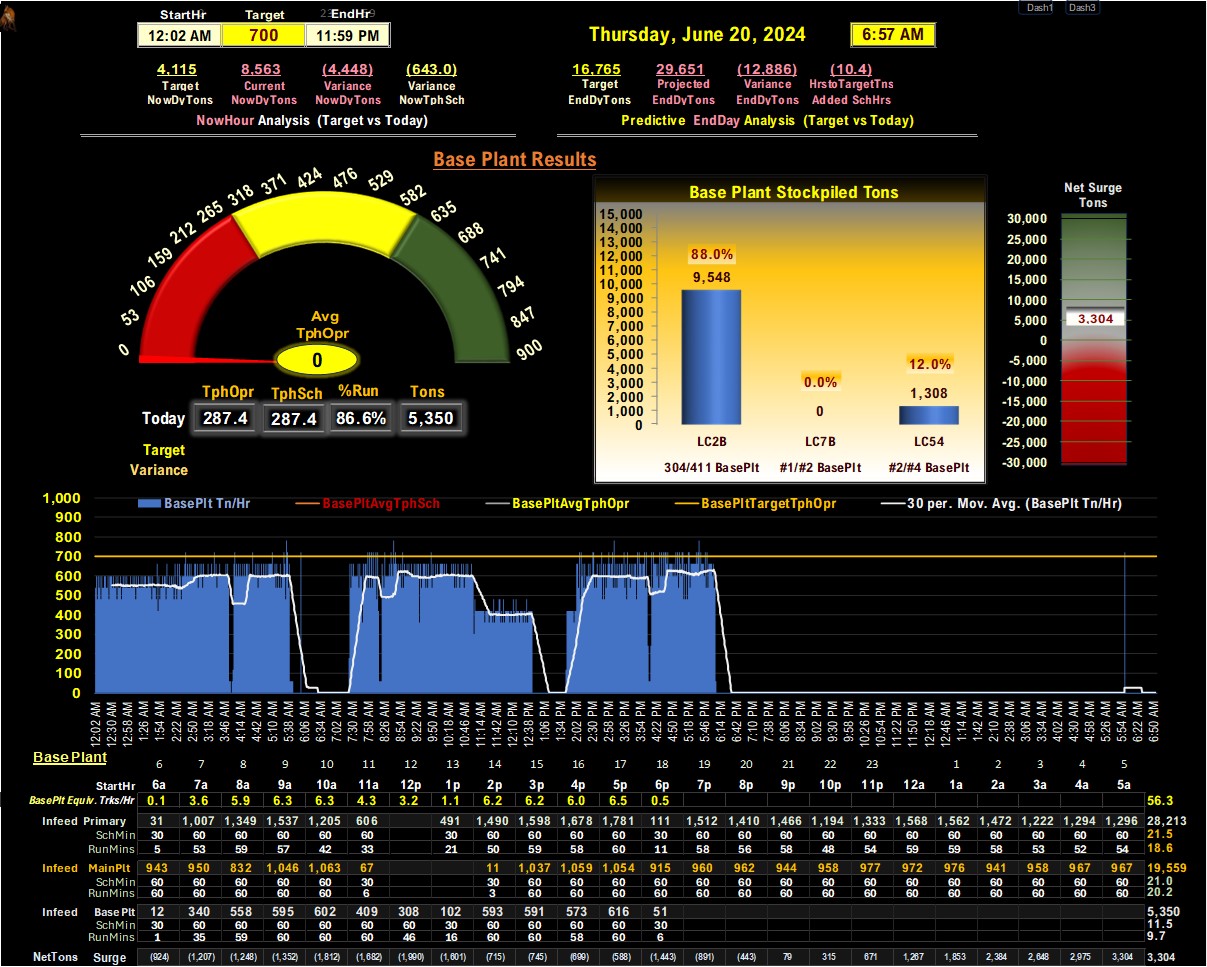 Dash1 Dash3
StartHr Target EndHr
12:02 AM 700 11:59 PM
Thursday, June 20, 2024 6:57 AM
4,115 8,563 (4,448) (643.0) 16,765 29,651 (12,886) (10.4)
Target Current Variance Variance Target Projected Variance HrstoTargetTns
NowDyTons NowDyTons NowDyTons NowTphSch EndDyTons EndDyTons EndDyTons Added SchHrs
NowHour Analysis (Target vs Today) Predictive EndDay Analysis (Target vs Today)
Base Plant Results
0 53 106 159 212 265 318 371 424 476 529 582 635 688 741 794 847 900
Avg
TphOpr
0
TphOpr TphSch %Run Tons
Today 287.4 287.4 86.6% 5,350
Target
Variance
Base Plant Stockpiled Tons
15,000
14,000
13,000
12,000
11,000
10,000
9,000
8,000
7,000
6,000
5,000
4,000
3,000
2,000
1,000
0
88.0%
9,548
0.0%
0
12.0%
1,308
LC2B LC7B LC54
304/411 BasePlt #1/#2 BasePlt #2/#4 BasePlt
Net Surge
Tons
30,000
25,000
20,000
15,000
10,000
5,000
0
-5,000
-10,000
-15,000
-20,000
-25,000
-30,000
3,304
BasePlt Tn/Hr BasePltAvgTphSch BasePltAvgTphOpr BasePltTargetTphOpr 30 per. Mov. Avg. (BasePlt Tn/Hr)
1,000
900
800
700
600
500
400
300
200
100
0
12:02 AM 12:30 AM 12:58 AM 1:26 AM 1:54 AM 2:22 AM 2:50 AM 3:18 AM 3:46 AM 4:14 AM 4:42 AM 5:10 AM 5:38 AM 6:06 AM 6:34 AM 7:02 AM 7:30 AM 7:58 AM 8:26 AM 8:54 AM 9:22 AM 9:50 AM 10:18 AM 10:46 AM 11:14 AM 11:42 AM 12:10 PM 12:38 PM 1:06 PM 1:34 PM 2:02 PM 2:30 PM 2:58 PM 3:26 PM 3:54 PM 4:22 PM 4:50 PM 5:18 PM 5:46 PM 6:14 PM 6:42 PM 7:10 PM 7:38 PM 8:06 PM 8:34 PM 9:02 PM 9:30 PM 9:58 PM 10:26 PM 10:54 PM 11:22 PM 11:50 PM 12:18 AM 12:46 AM 1:14 AM 1:42 AM 2:10 AM 2:38 AM 3:06 AM 3:34 AM 4:02 AM 4:30 AM 4:58 AM 5:26 AM 5:54 AM 6:22 AM 6:50 AM
Base Plant 6 7 8 9 10 11 12 13 14 15 16 17 18 19 20 21 22 23 1 2 3 4 5
StartHr 6a 7a 8a 9a 10a 11a 12p 1p 2p 3p 4p 5p 6p 7p 8p 9p 10p 11p 12a 1a 2a 3a 4a 5a
BasePlt Equiv. Trks/Hr 0.1 3.6 5.9 6.3 6.3 4.3 3.2 1.1 6.2 6.2 6.0 6.5 0.5 56.3
Infeed Primary 31 1,007 1,349 1,537 1,205 606 491 1,490 1,598 1,678 1,781 111 1,512 1,410 1,466 1,194 1,333 1,568 1,562 1,472 1,222 1,294 1,296 28,213
SchMin 30 60 60 60 60 30 30 60 60 60 60 30 60 60 60 60 60 60 60 60 60 60 60 21.5
RunMins 5 53 59 57 42 33 21 50 59 58 60 11 58 56 58 48 54 59 59 58 53 52 54 18.6
Infeed MainPlt 943 950 832 1,046 1,063 67 11 1,037 1,059 1,054 915 960 962 944 958 977 972 976 941 958 967 967 19,559
SchMin 60 60 60 60 60 30 30 60 60 60 60 60 60 60 60 60 60 60 60 60 60 60 21.0
RunMins 60 60 60 60 60 6 3 60 60 60 60 60 60 60 60 60 60 60 60 60 60 60 20.2
Infeed Base Plt 12 340 558 595 602 409 308 102 593 591 573 616 51 5,350
SchMin 30 60 60 60 60 60 60 30 60 60 60 60 30 11.5
RunMins 1 35 59 60 60 60 46 16 60 60 58 60 6 9.7
NetTons Surge (924) (1,207) (1,248) (1,352) (1,812) (1,682) (1,990) (1,601) (715) (745) (699) (588) (1,443) (891) (443) 79 315 671 1,267 1,853 2,384 2,648 2,975 3,304 3,304